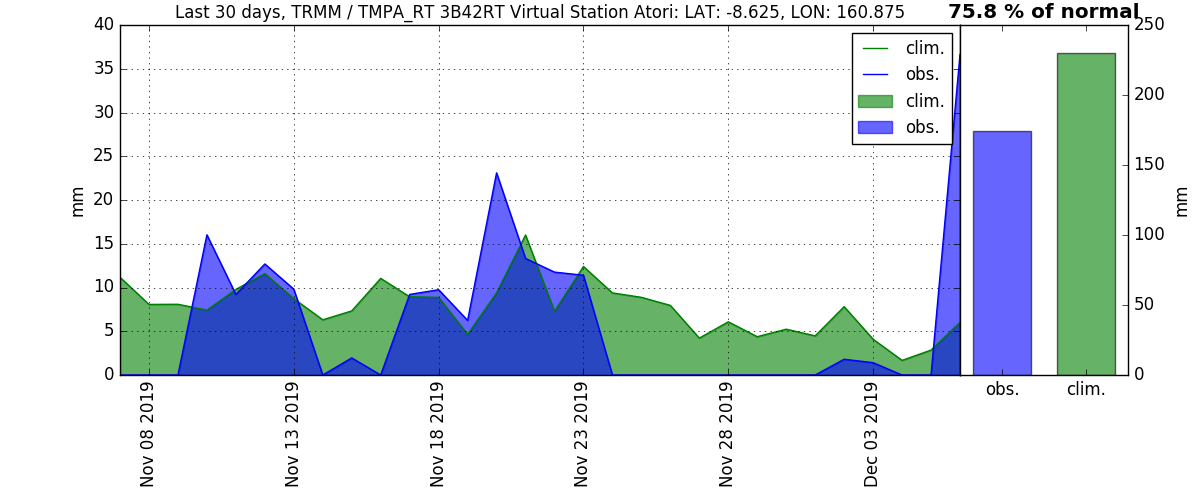 Last 30 days, TRMM / TMPA_RT 3B42RT Virtual Station Atori: LAT: -8.625, LON: 160.875
75.8 % of normal
40
35
30
25
20
15
10
5
0
mm
clim.
obs.
clim.
obs.
Nov 08 2019
Nov 13 2019
Nov 18 2019
Nov 23 2019
Nov 28 2019
Dec 03 2019
250
200
150
100
50
0
mm
obs.
clim.